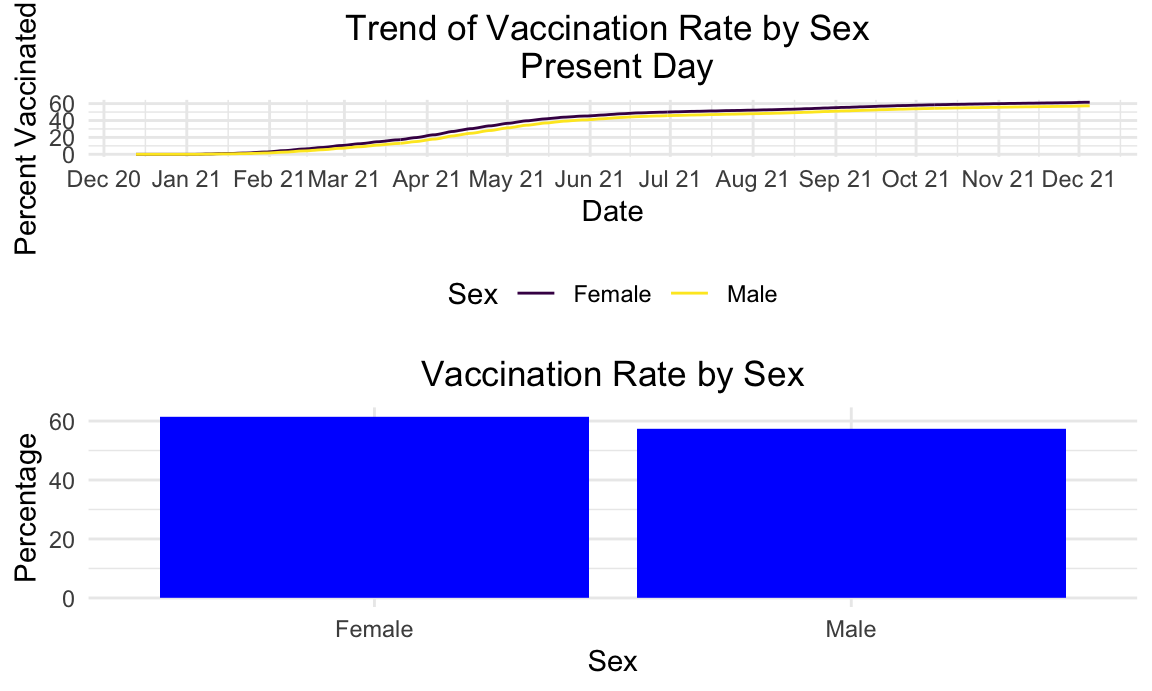 Trend of Vaccination Rate by Sex
Present Day
Percent Vaccinated
60
40
20
0
Dec 20 Jan 21 Feb 21 Mar 21 Apr 21 May 21 Jun 21 Jul 21 Aug 21 Sep 21 Oct 21 Nov 21 Dec 21
Date
Sex Female Male
Vaccination Rate by Sex
Percentage
60
40
20
0
Female Male
Sex